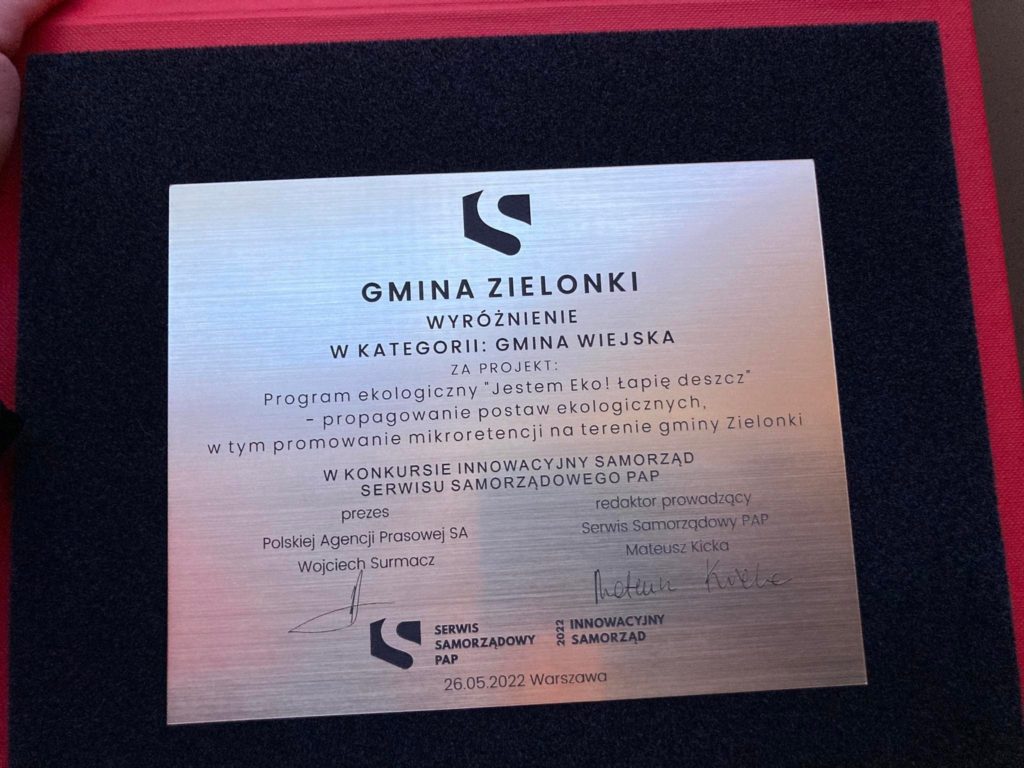 GMINA ZIELONKI
WYRÓŻNIENIE
W KATEGORII: GMINA WIEJSKA
ZA PROJEKT:
Program ekologiczny "Jestem Eko! Łapię deszcz"
- propagowanie postaw ekologicznych,
w tym promowanie mikroretencji na terenie gminy Zielonki
W KONKURSIE INNOWACYJNY SAMORZĄD
SERWISU SAMORZĄDOWEGO PAP
prezes
Polskiej Agencji Prasowej SA
Wojciech Surmacz
redaktor prowadzący
Serwis Samorządowy PAP
Mateusz Kicka
Mateusz Kicka
SERWIS
SAMORZĄDOWY
PAP
2022
INNOWACYJNY
SAMORZĄD
26.05.2022 Warszawa